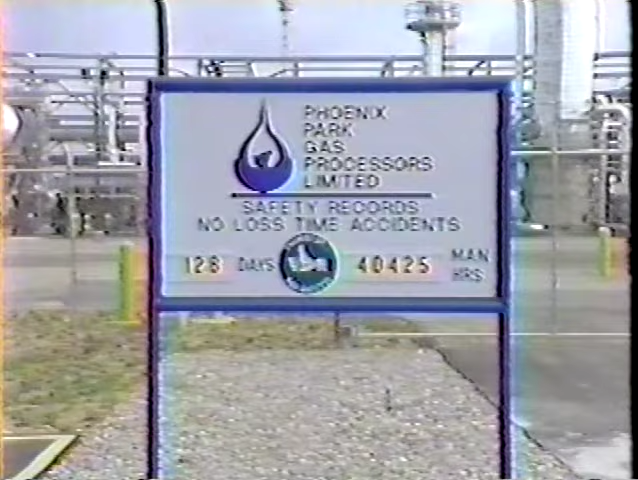 PHOENIX
PARK
GAS
PROCESSORS
LIMITED
SAFETY RECORDS
NO LOSS TIME ACCIDENTS
128 DAYS 40425 MAN HRS